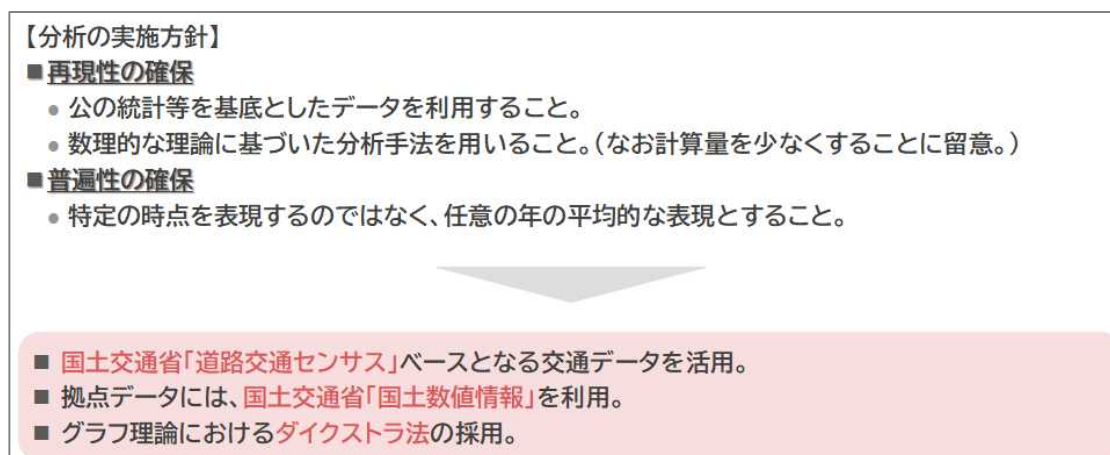 【分析の実施方針】
■再現性の確保
● 公の統計等を基底としたデータを利用すること。
● 数理的な理論に基づいた分析手法を用いること。(なお計算量を少なくすることに留意。)
■普遍性の確保
● 特定の時点を表現するのではなく、任意の年の平均的な表現とすること。
■ 国土交通省「道路交通センサス」ベースとなる交通データを活用。
■ 拠点データには、国土交通省「国土数値情報」を利用。
■ グラフ理論におけるダイクストラ法の採用。